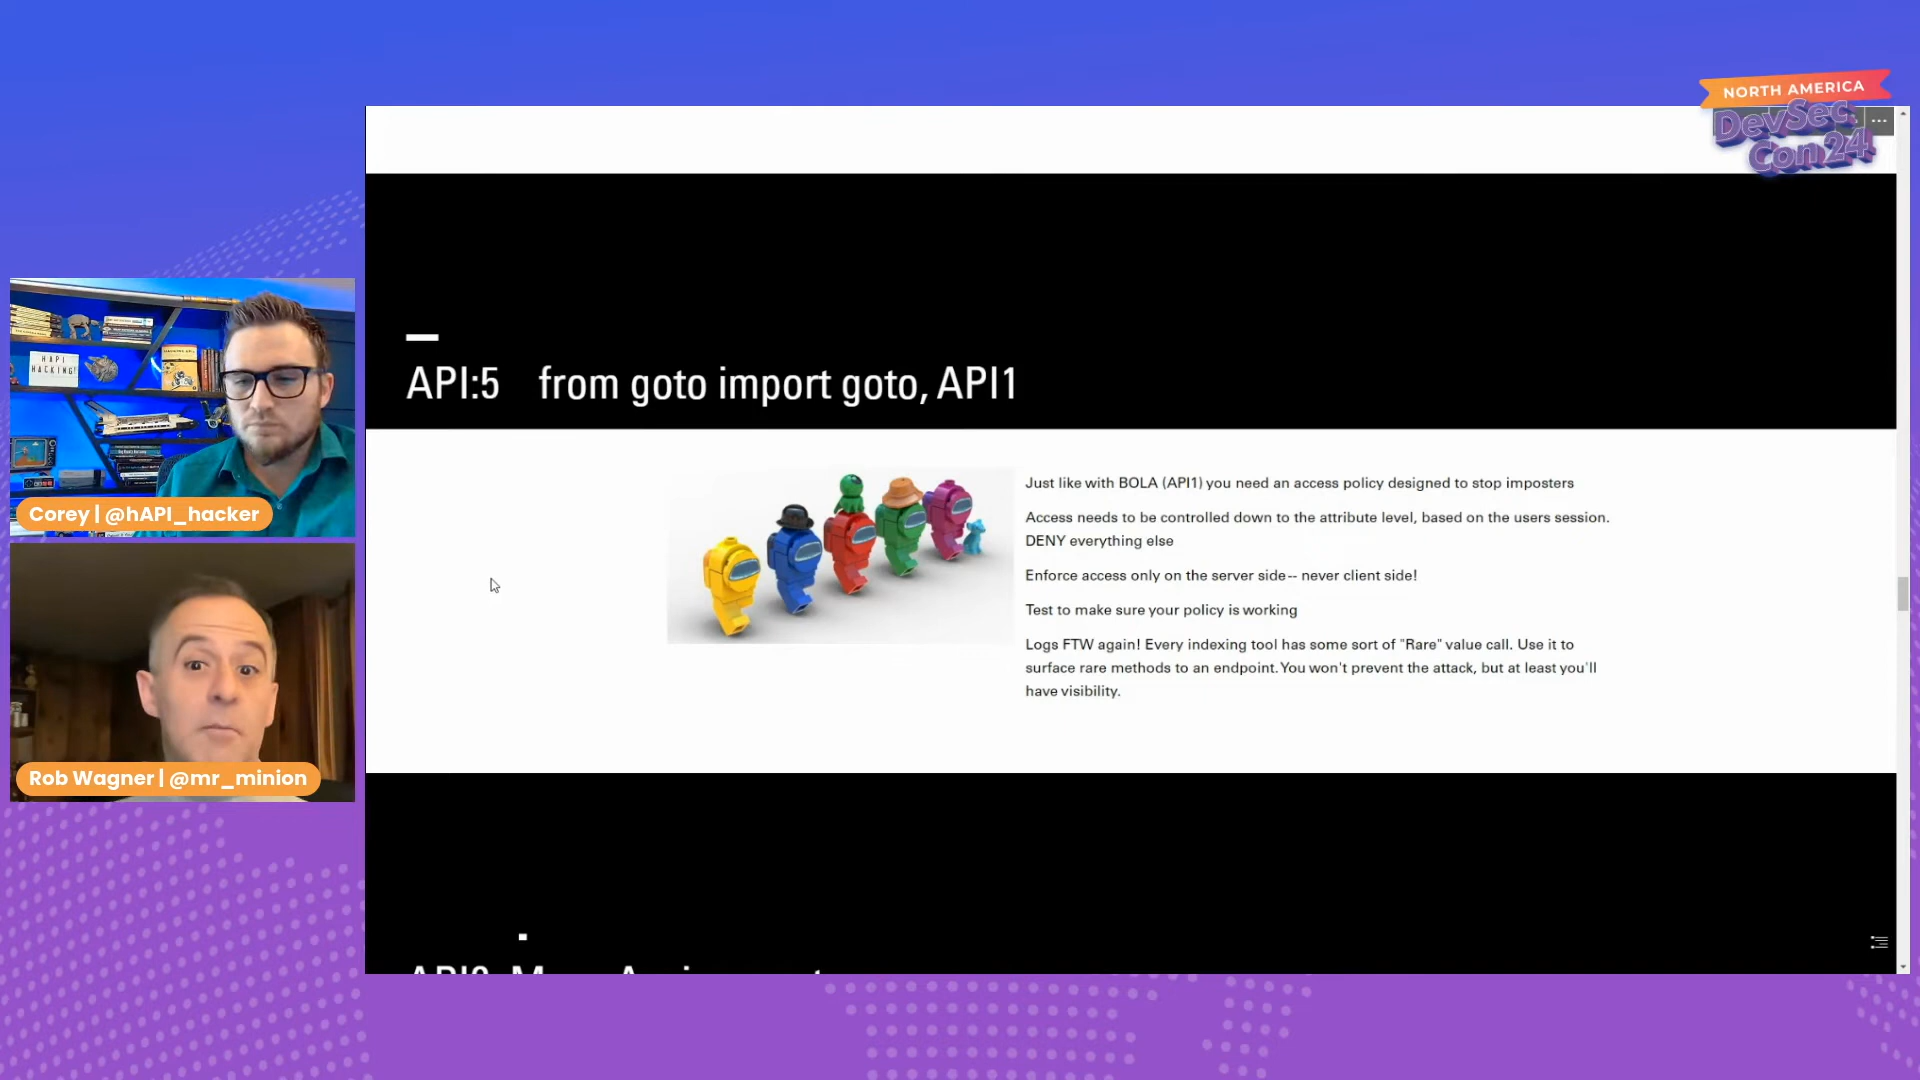 NORTH AMERICA
DevSec
Con24
API:5 from goto import goto, API1
Just like with BOLA (API1) you need an access policy designed to stop imposters
Access needs to be controlled down to the attribute level, based on the users session.
DENY everything else
Enforce access only on the server side-- never client side!
Test to make sure your policy is working
Logs FTW again! Every indexing tool has some sort of "Rare" value call. Use it to
surface rare methods to an endpoint. You won't prevent the attack, but at least you'll
have visibility.
HAPI
HACKING!
Corey | @hAPI_hacker
Rob Wagner | @mr_minion